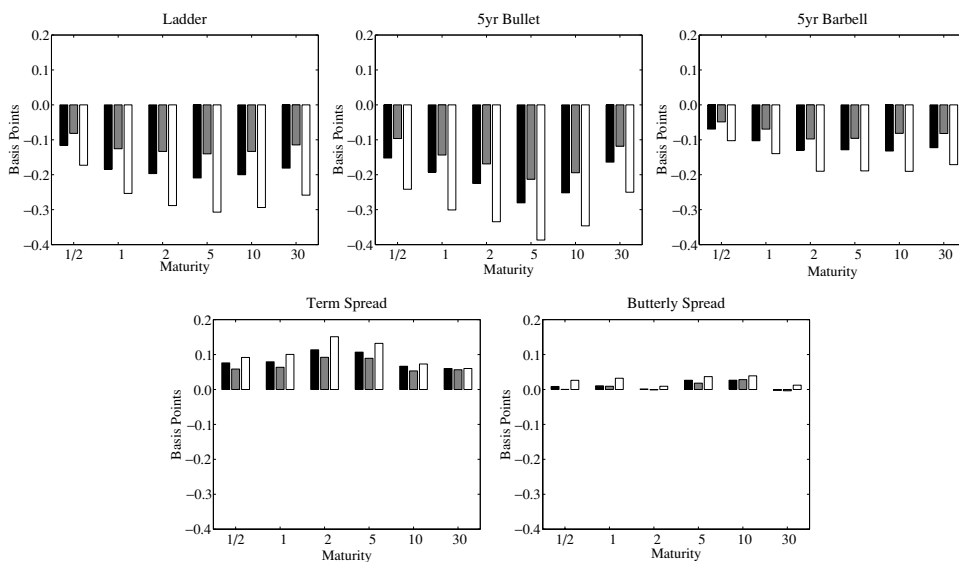 Ladder
0.2
0.1
0.0
−0.1
−0.2
−0.3
−0.4
Basis Points
1/2 1 2 5 10 30
Maturity
5yr Bullet
0.2
0.1
0.0
−0.1
−0.2
−0.3
−0.4
Basis Points
1/2 1 2 5 10 30
Maturity
5yr Barbell
0.2
0.1
0.0
−0.1
−0.2
−0.3
−0.4
Basis Points
1/2 1 2 5 10 30
Maturity
Term Spread
0.2
0.1
0.0
−0.1
−0.2
−0.3
−0.4
Basis Points
1/2 1 2 5 10 30
Maturity
Butterly Spread
0.2
0.1
0.0
−0.1
−0.2
−0.3
−0.4
Basis Points
1/2 1 2 5 10 30
Maturity